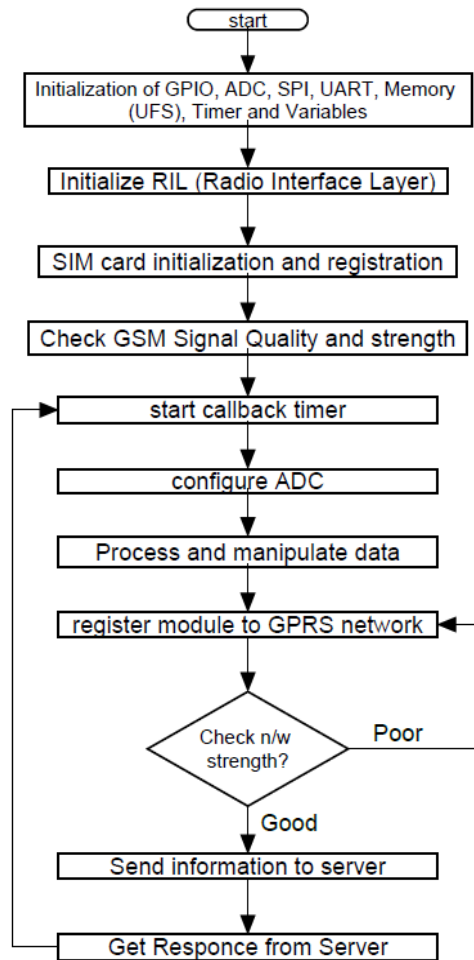 start
Initialization of GPIO, ADC, SPI, UART, Memory
(UFS), Timer and Variables
Initialize RIL (Radio Interface Layer)
SIM card initialization and registration
Check GSM Signal Quality and strength
start callback timer
configure ADC
Process and manipulate data
register module to GPRS network
Check n/w
strength?
Poor
Good
Send information to server
Get Responce from Server